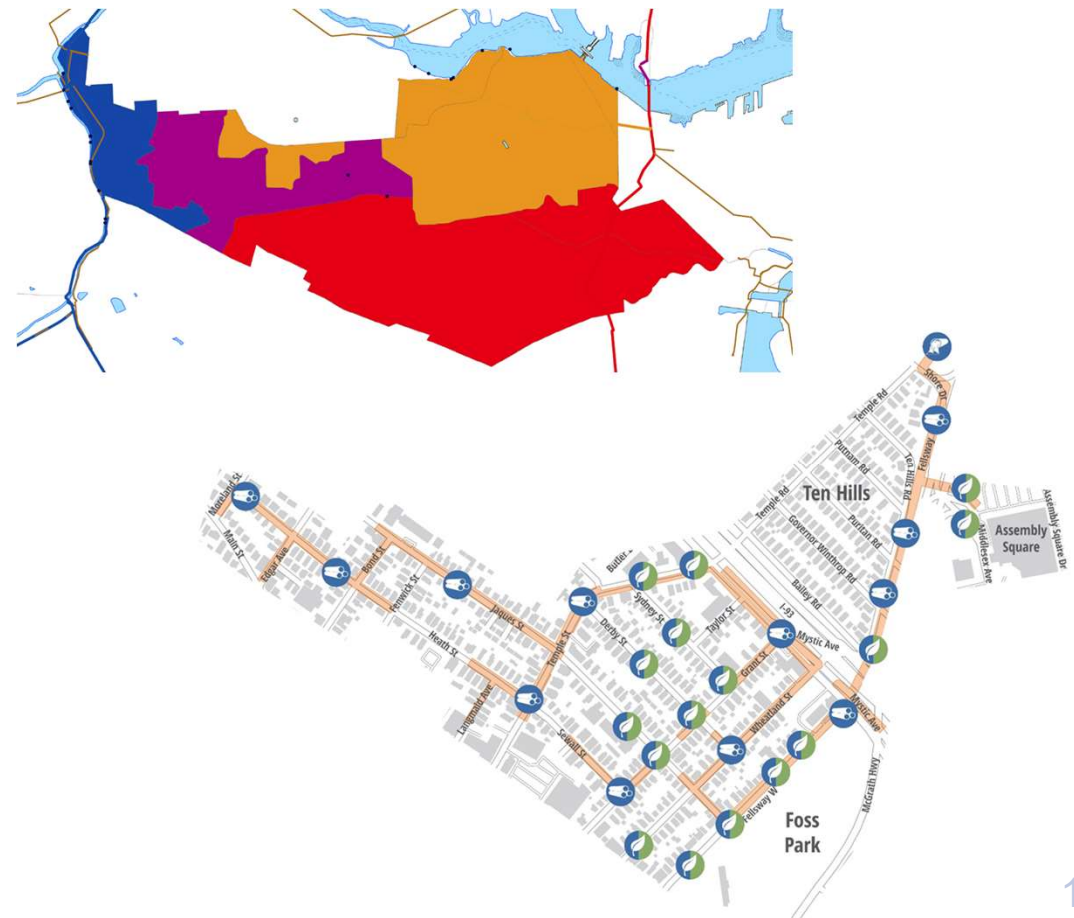 Shore Dr.
Temple Rd
Fellsway
Putnam Rd
Ten Hills Rd
Ten Hills
Puritan Rd
Temple Rd
Governor Winthrop Rd
Bailey Rd
Assembly Square Dr.
Assembly
Square
Middlesex Ave
Moreland St
Main St
Edgar Ave
Bond St
Fenwick St
Jaques St
Heath St
Langmaid Ave
Temple St
Butler
Sydney St
Derby St
Taylor St
I-93
Mystic Ave
Grant St
Wheatland St
Sewall St
Mystic Ave
Fellsway W
McGrath Hwy
Foss
Park